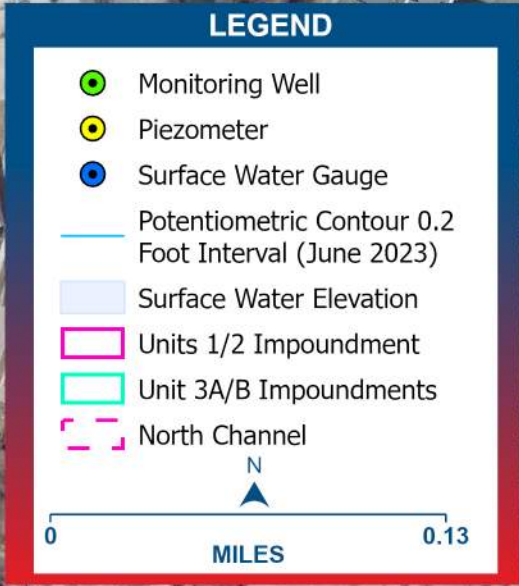 LEGEND
Monitoring Well
Piezometer
Surface Water Gauge
Potentiometric Contour 0.2
Foot Interval (June 2023)
Surface Water Elevation
Units 1/2 Impoundment
Unit 3A/B Impoundments
North Channel
N
0 0.13
MILES